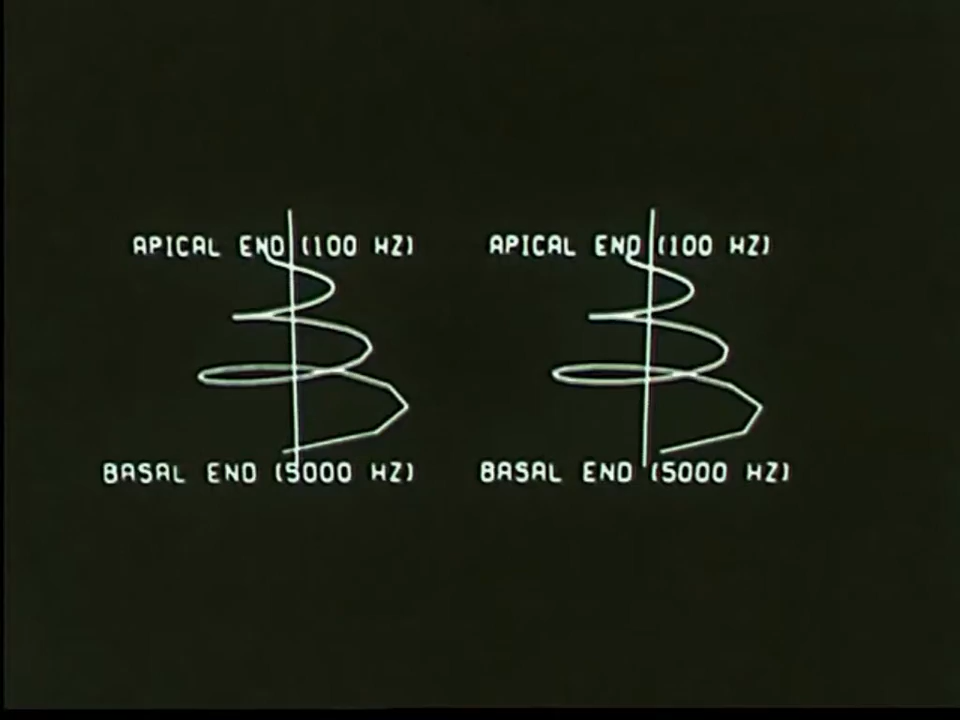 APICAL END (100 HZ) APICAL END (100 HZ)
BASAL END (5000 HZ) BASAL END (5000 HZ)